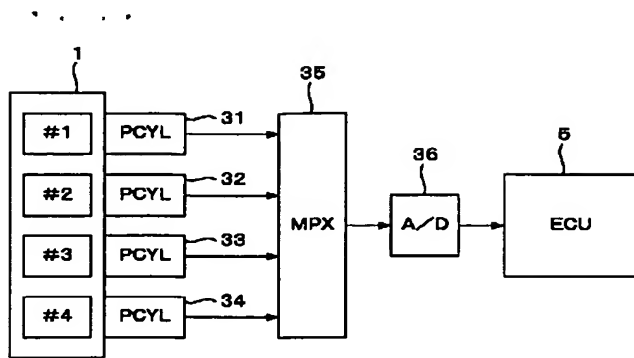 1
35
#1 PCYL 31
36
5
#2 PCYL 32
MPX
A/D
ECU
#3 PCYL 33
#4 PCYL 34